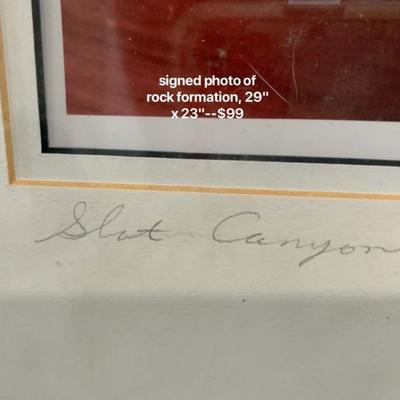 signed photo of
rock formation, 29"
x 23"--$99
Slot Canyon